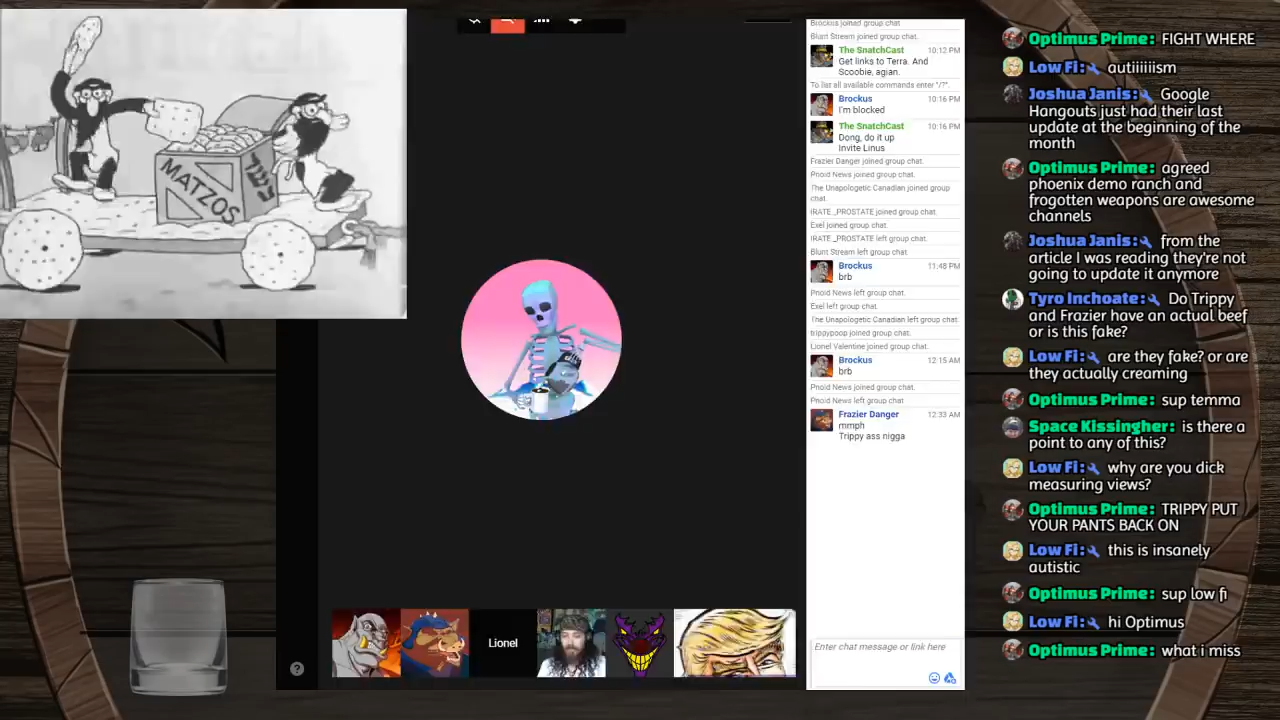 MATZOS
Brockus joined group chat.
Blunt Stream joined group chat.
The SnatchCast 10:12 PM
Get links to Terra. And
Scoobie, agian.
To list all available commands enter "/?".
Brockus 10:16 PM
I'm blocked
The SnatchCast 10:16 PM
Dong, do it up
Invite Linus
Frazier Danger joined group chat.
Pnoid News joined group chat.
The Unapologetic Canadian joined group
chat.
IRATE _PROSTATE joined group chat.
Exel joined group chat.
IRATE _PROSTATE left group chat.
Blunt Stream left group chat
Brockus 11:48 PM
brb
Pnoid News left group chat.
Exel left group chat.
The Unapologetic Canadian left group chat.
trippypoop joined group chat.
Lionel Valentine joined group chat.
Brockus 12:15 AM
brb
Pnoid News joined group chat.
Pnoid News left group chat
Frazier Danger 12:33 AM
mmph
Trippy ass nigga
Enter chat message or link here
Lionel
?
Optimus Prime: FIGHT WHERE
Low Fi: autiiiiiism
Joshua Janis: Google
Hangouts just had their last
update at the beginning of the
month
Optimus Prime: agreed
phoenix demo ranch and
frogotten weapons are awesome
channels
Joshua Janis: from the
article I was reading they're not
going to update it anymore
Tyro Inchoate: Do Trippy
and Frazier have an actual beef
or is this fake?
Low Fi: are they fake? or are
they actually creaming
Optimus Prime: sup temma
Space Kissingher: is there a
point to any of this?
Low Fi: why are you dick
measuring views?
Optimus Prime: TRIPPY PUT
YOUR PANTS BACK ON
Low Fi: this is insanely
autistic
Optimus Prime: sup low fi
Low Fi: hi Optimus
Optimus Prime: what i miss